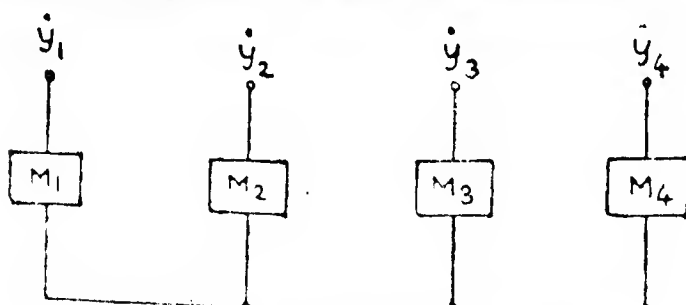 ẏ₁ ẏ₂ ẏ₃ ẏ₄
M₁ M₂ M₃ M₄